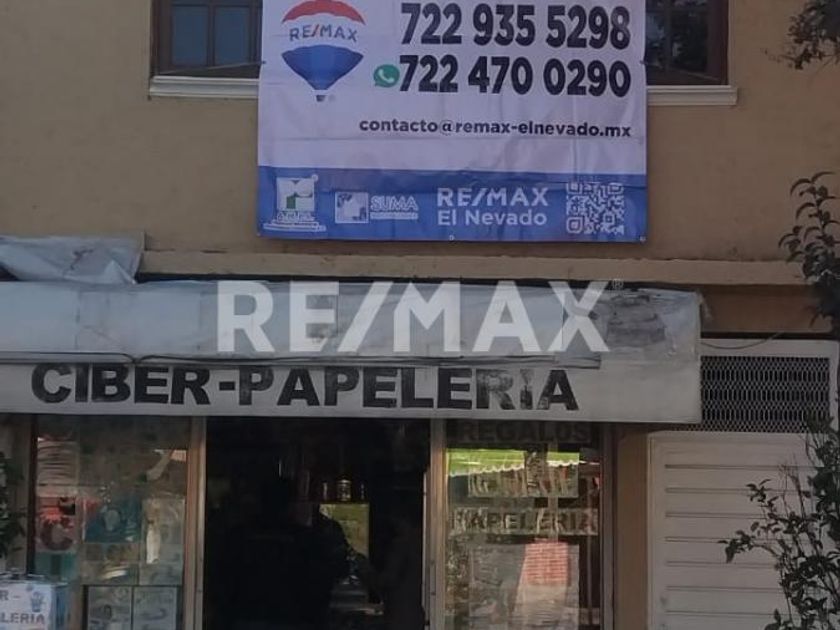 RE/MAX
722 935 5298
722 470 0290
contacto@remax-elnevado.mx
SUMA
RE/MAX
El Nevado
RE/MAX
CIBER-PAPELERIA
REGALOS
PAPELERIA